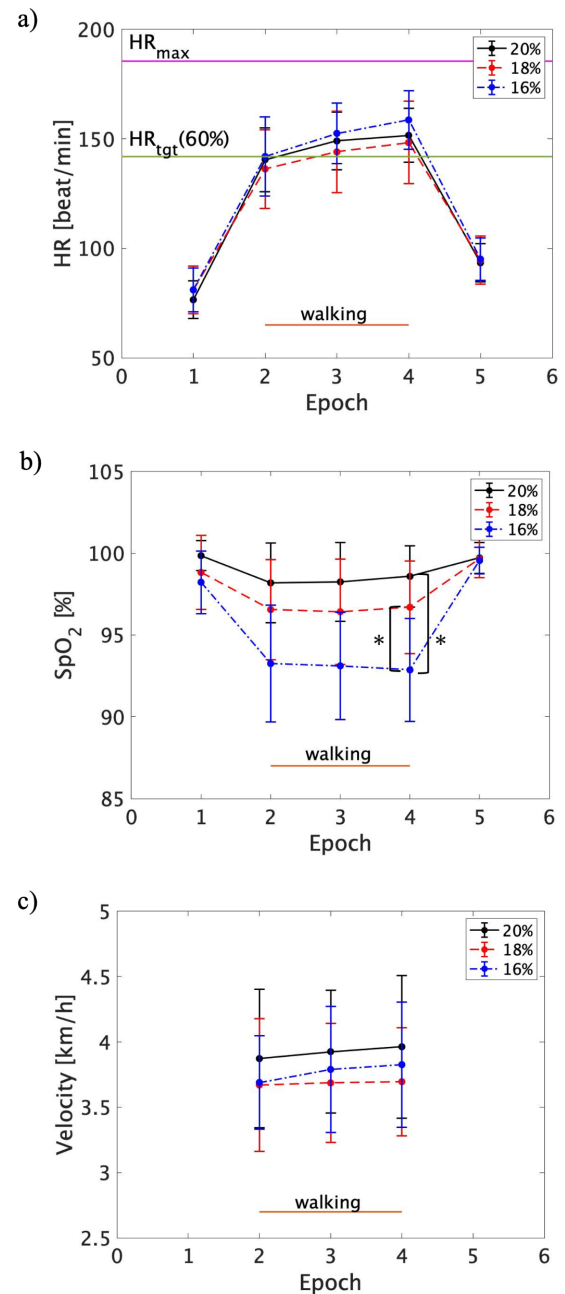 a)
200
150
100
50
HR [beat/min]
HRmax
HRtgt(60%)
20%
18%
16%
walking
0 1 2 3 4 5 6
Epoch
b)
105
100
95
90
85
SpO2 [%]
20%
18%
16%
* *
walking
0 1 2 3 4 5 6
Epoch
c)
5
4.5
4
3.5
3
2.5
Velocity [km/h]
20%
18%
16%
walking
0 1 2 3 4 5 6
Epoch